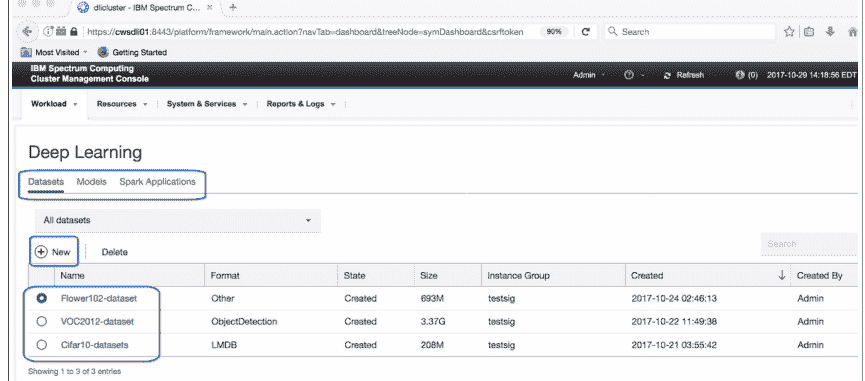 dlicluster - IBM Spectrum C...
https://cwsdli01:8443/platform/framework/main.action?navTab=dashboard&treeNode=symDashboard&csrftoken 90% Search
Most Visited Getting Started
IBM Spectrum Computing
Cluster Management Console
Admin Refresh (0) 2017-10-29 14:18:56 EDT
Workload Resources System & Services Reports & Logs
Deep Learning
Datasets Models Spark Applications
All datasets
New Delete Search
Name Format State Size Instance Group Created Created By
Flower102-dataset Other Created 693M testsig 2017-10-24 02:46:13 Admin
VOC2012-dataset ObjectDetection Created 3.37G testsig 2017-10-22 11:49:38 Admin
Cifar10-datasets LMDB Created 208M testsig 2017-10-21 03:55:42 Admin
Showing 1 to 3 of 3 entries